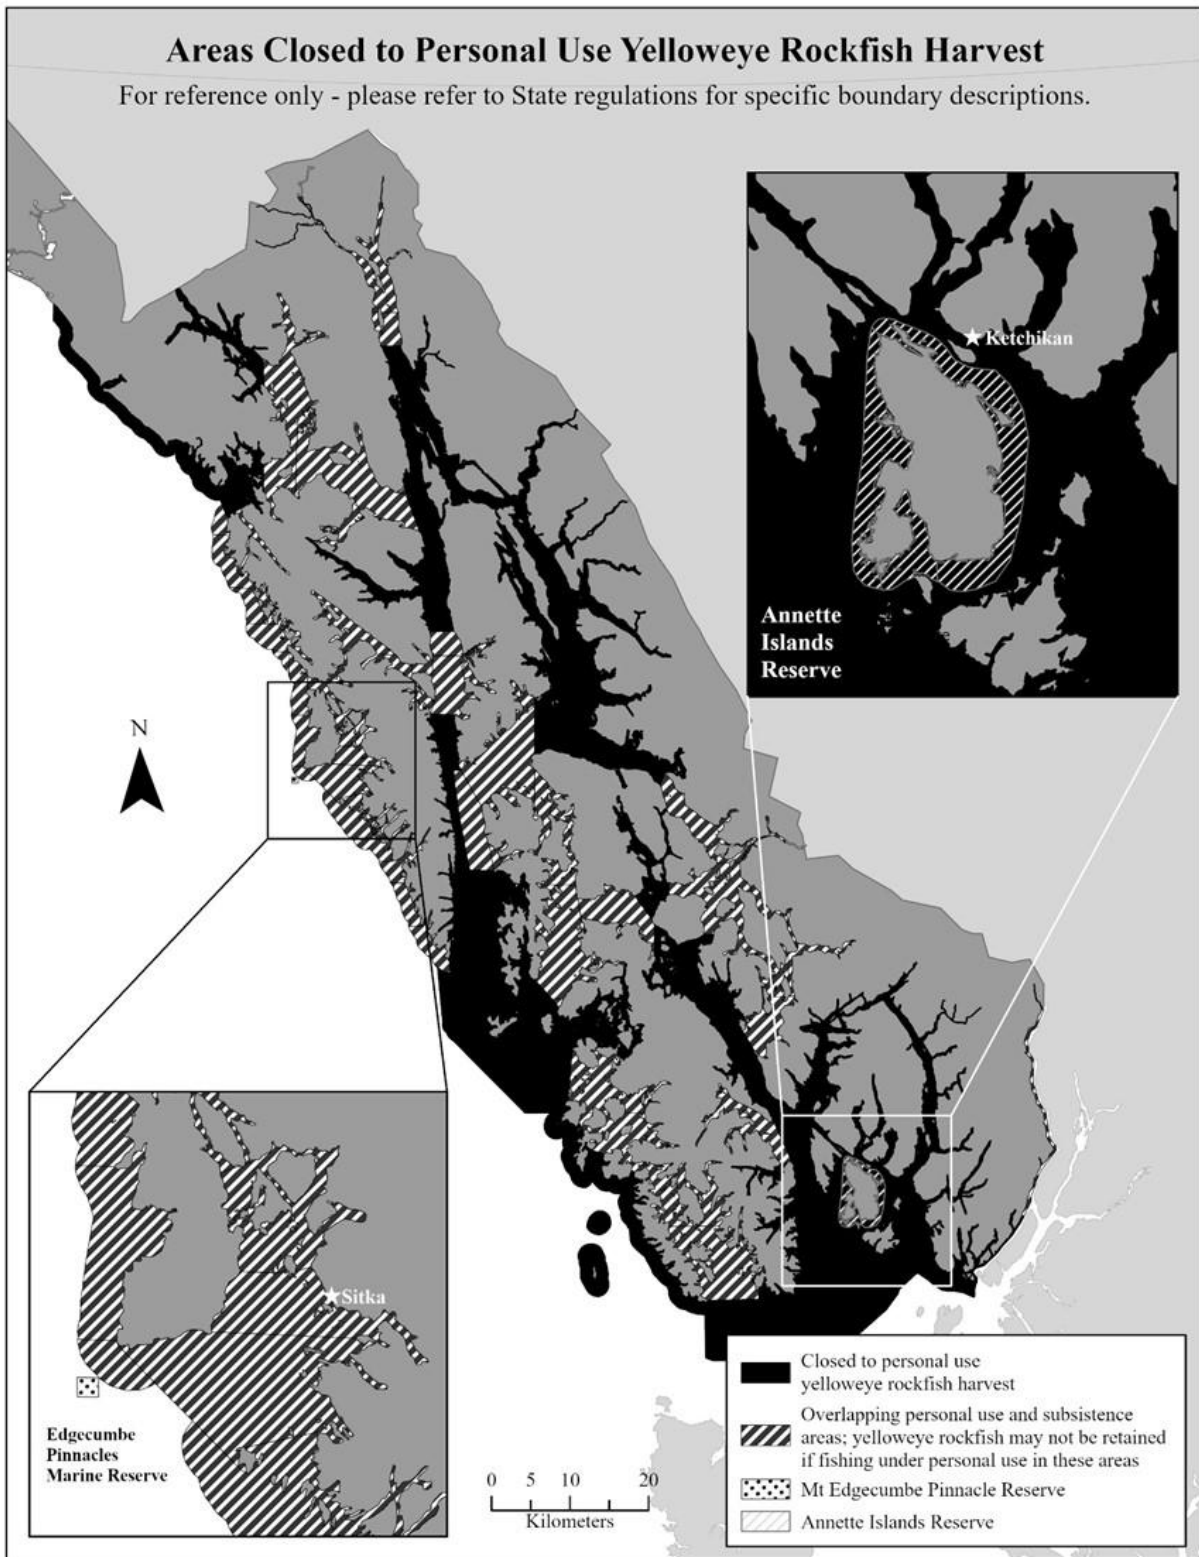 Areas Closed to Personal Use Yelloweye Rockfish Harvest
For reference only - please refer to State regulations for specific boundary descriptions.
Ketchikan
Annette
Islands
Reserve
N
Sitka
Edgecumbe
Pinnacles
Marine Reserve
0 5 10 20
Kilometers
Closed to personal use
yelloweye rockfish harvest
Overlapping personal use and subsistence
areas; yelloweye rockfish may not be retained
if fishing under personal use in these areas
Mt Edgecumbe Pinnacle Reserve
Annette Islands Reserve